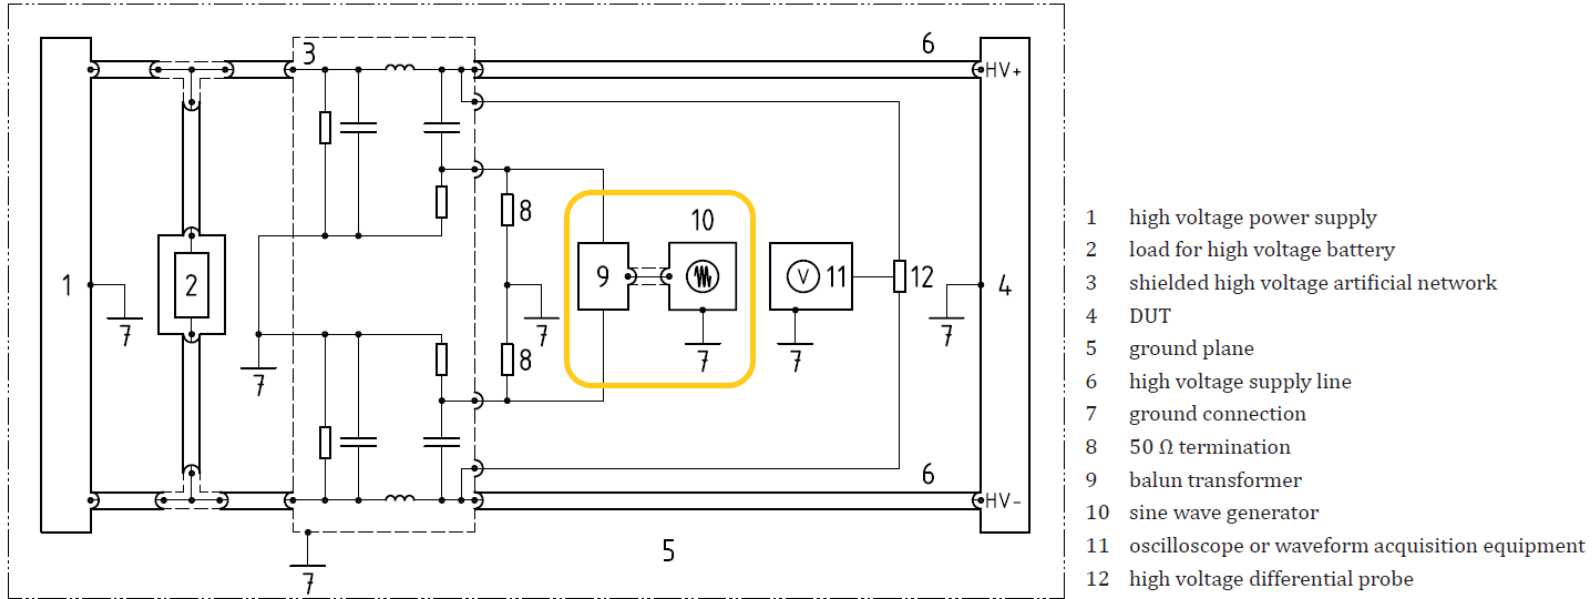 3
6
HV+
8
10
1
2
9
V
11
12
4
7
7
7
7
7
8
7
6
HV-
5
7
1 high voltage power supply
2 load for high voltage battery
3 shielded high voltage artificial network
4 DUT
5 ground plane
6 high voltage supply line
7 ground connection
8 50 Ω termination
9 balun transformer
10 sine wave generator
11 oscilloscope or waveform acquisition equipment
12 high voltage differential probe